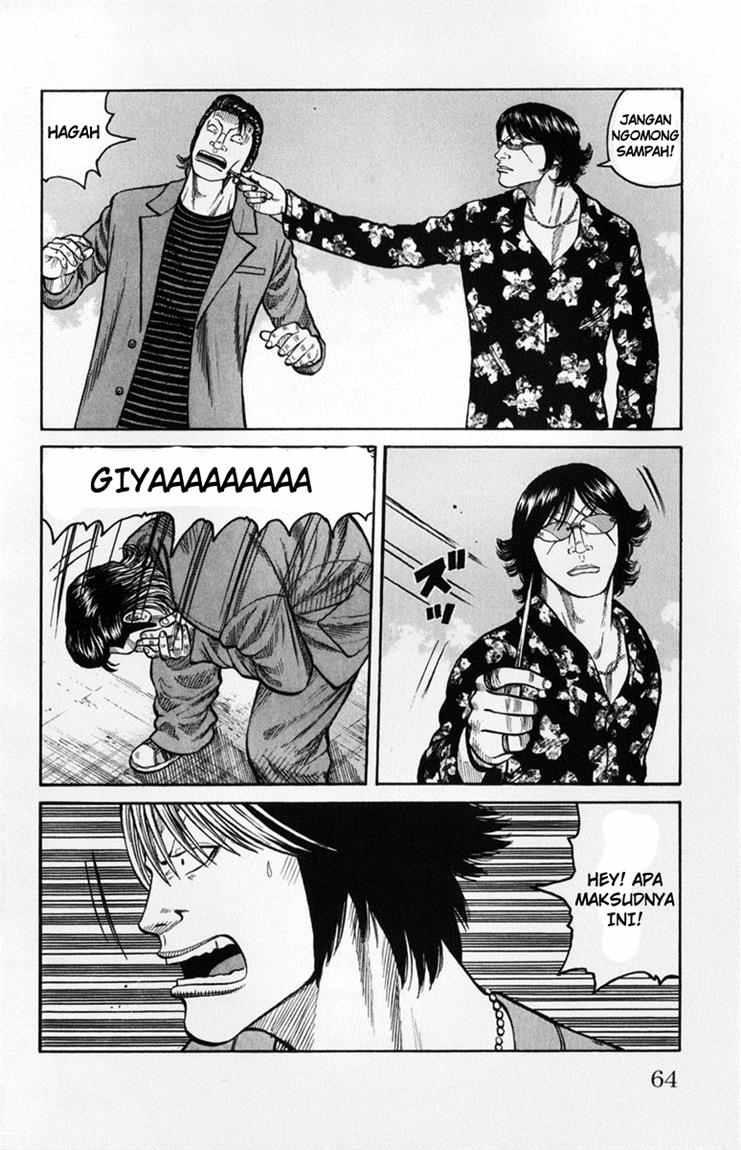 JANGAN
NGOMONG
SAMPAH!
HAGAH
GIYAAAAAAAAA
ズ
ッ
HEY! APA
MAKSUDNYA
INI!
64